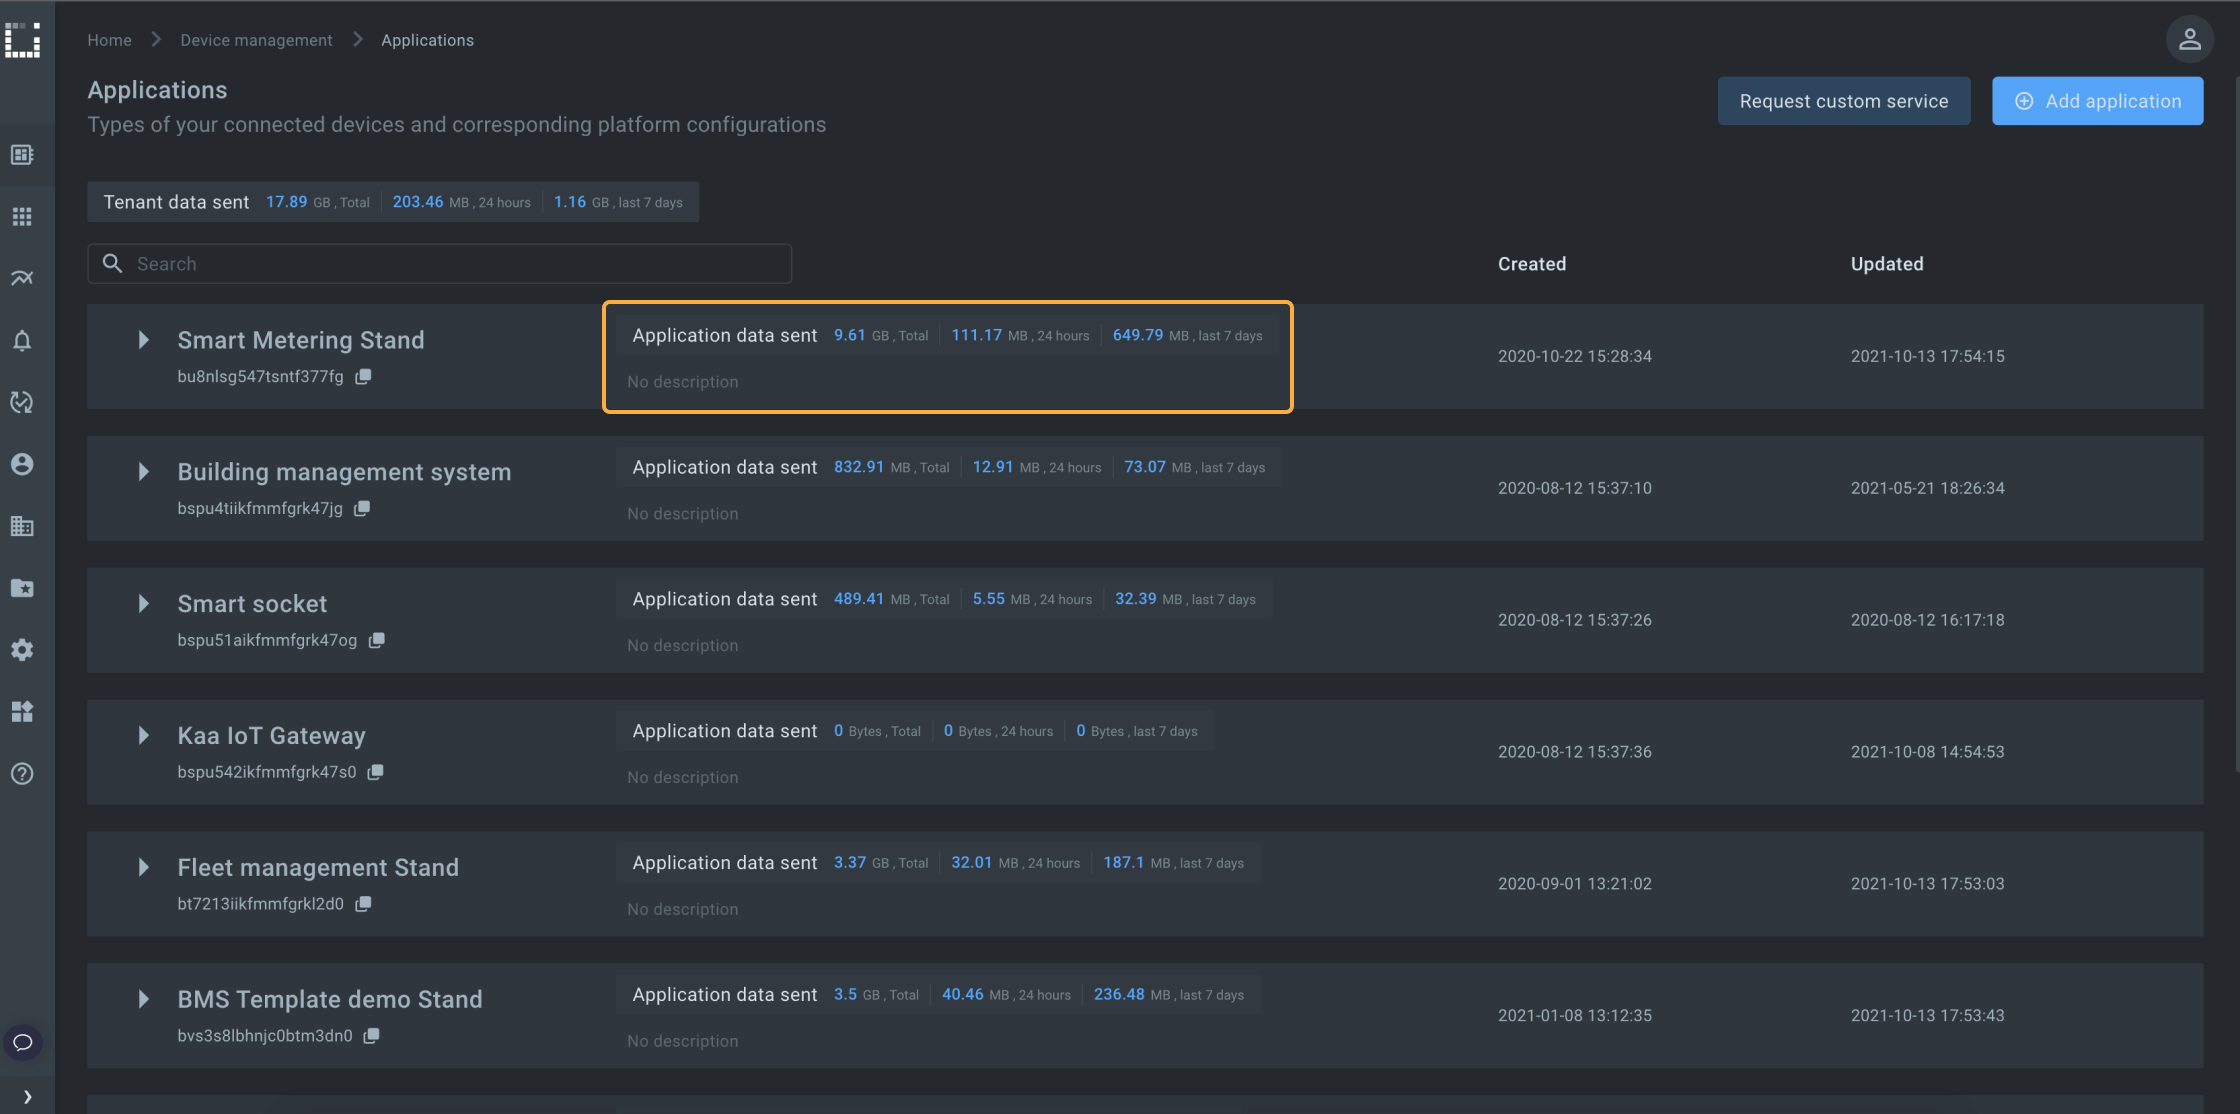 Home Device management Applications
Applications
Types of your connected devices and corresponding platform configurations
Request custom service
Add application
Tenant data sent 17.89 GB , Total 203.46 MB , 24 hours 1.16 GB , last 7 days
Search
Created Updated
Smart Metering Stand
bu8nlsg547tsntf377fg
Application data sent 9.61 GB , Total 111.17 MB , 24 hours 649.79 MB , last 7 days
No description
2020-10-22 15:28:34 2021-10-13 17:54:15
Building management system
bspu4tiikfmmfgrk47jg
Application data sent 832.91 MB , Total 12.91 MB , 24 hours 73.07 MB , last 7 days
No description
2020-08-12 15:37:10 2021-05-21 18:26:34
Smart socket
bspu51aikfmmfgrk47og
Application data sent 489.41 MB , Total 5.55 MB , 24 hours 32.39 MB , last 7 days
No description
2020-08-12 15:37:26 2020-08-12 16:17:18
Kaa IoT Gateway
bspu542ikfmmfgrk47s0
Application data sent 0 Bytes , Total 0 Bytes , 24 hours 0 Bytes , last 7 days
No description
2020-08-12 15:37:36 2021-10-08 14:54:53
Fleet management Stand
bt7213iikfmmfgrkl2d0
Application data sent 3.37 GB , Total 32.01 MB , 24 hours 187.1 MB , last 7 days
No description
2020-09-01 13:21:02 2021-10-13 17:53:03
BMS Template demo Stand
bvs3s8lbhnjc0btm3dn0
Application data sent 3.5 GB , Total 40.46 MB , 24 hours 236.48 MB , last 7 days
No description
2021-01-08 13:12:35 2021-10-13 17:53:43